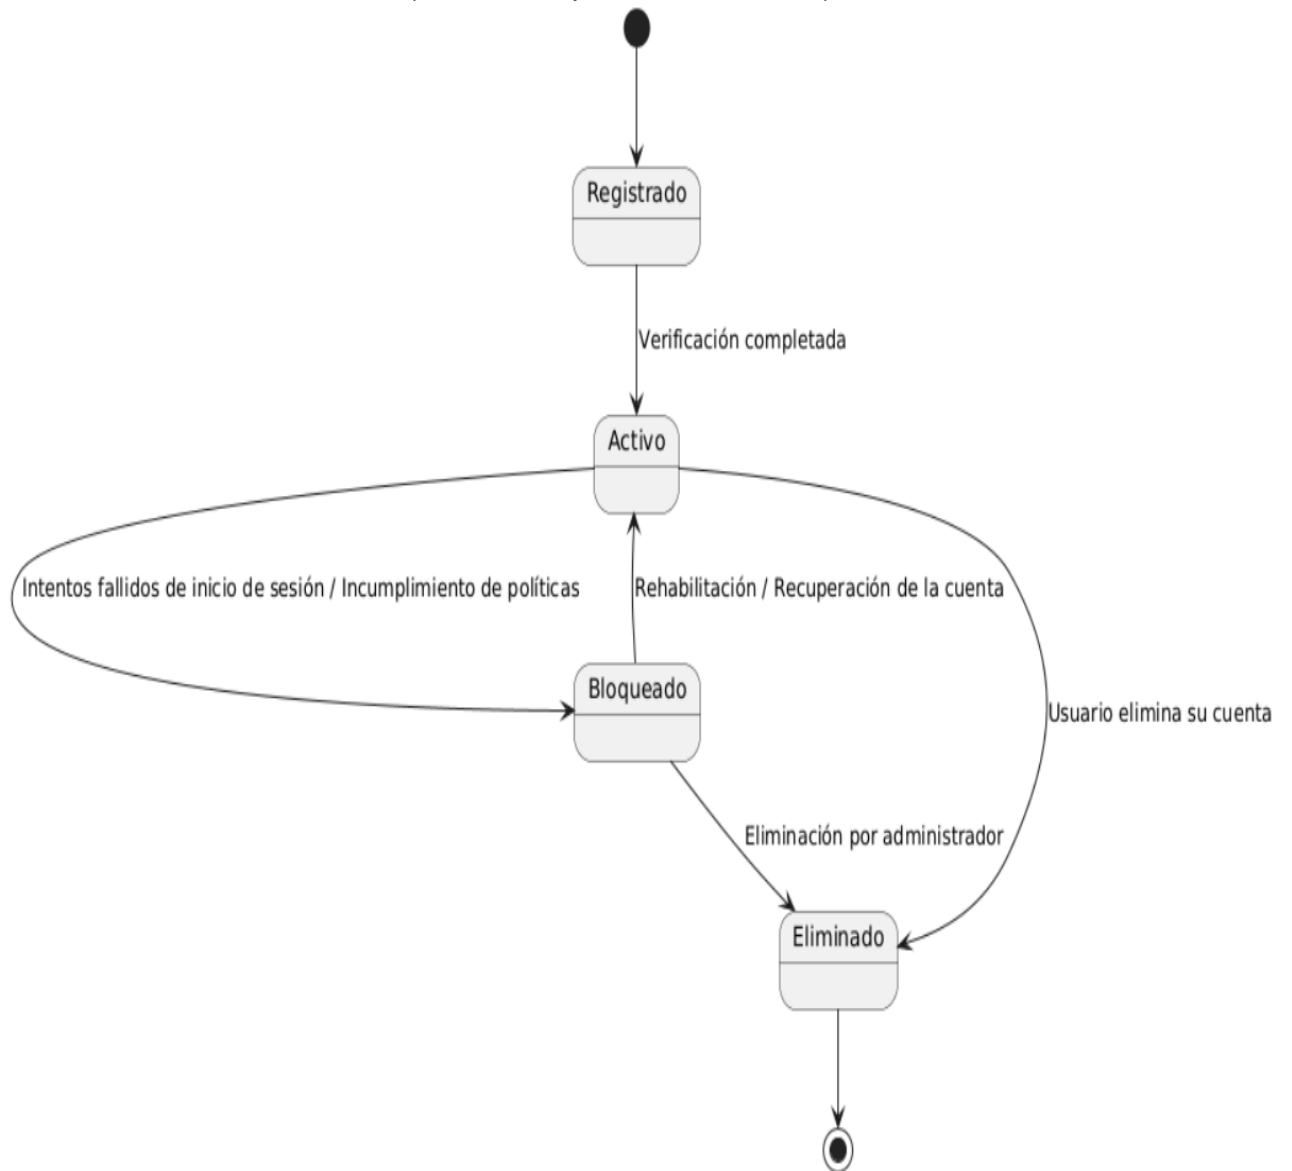 Registrado
Verificación completada
Activo
Intentos fallidos de inicio de sesión / Incumplimiento de políticas
Rehabilitación / Recuperación de la cuenta
Bloqueado
Usuario elimina su cuenta
Eliminación por administrador
Eliminado